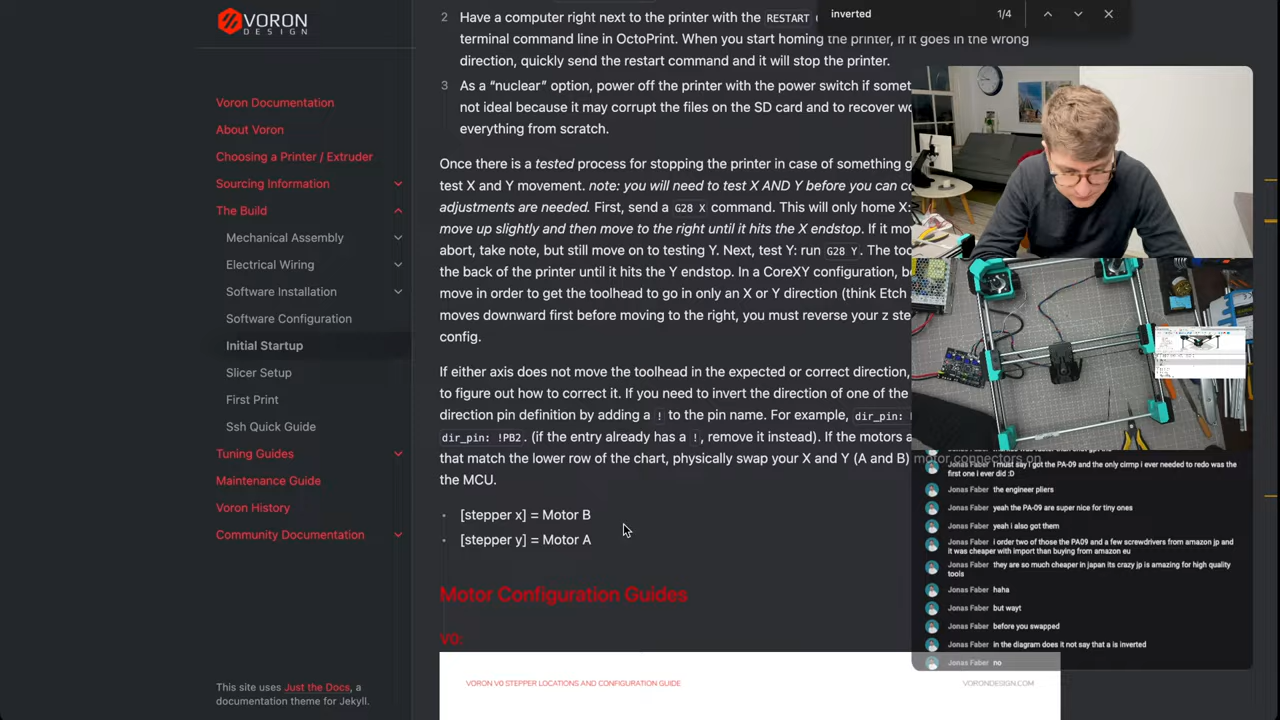 VORON
DESIGN
inverted
1/4
Voron Documentation
About Voron
Choosing a Printer / Extruder
Sourcing Information
The Build
Mechanical Assembly
Electrical Wiring
Software Installation
Software Configuration
Initial Startup
Slicer Setup
First Print
Ssh Quick Guide
Tuning Guides
Maintenance Guide
Voron History
Community Documentation
This site uses Just the Docs, a
documentation theme for Jekyll.
2 Have a computer right next to the printer with the RESTART
terminal command line in OctoPrint. When you start homing the printer, if it goes in the wrong
direction, quickly send the restart command and it will stop the printer.
3 As a “nuclear” option, power off the printer with the power switch if
not ideal because it may corrupt the files on the SD card and to recover
everything from scratch.
Once there is a tested process for stopping the printer in case of something
test X and Y movement. note: you will need to test X AND Y before you can
adjustments are needed. First, send a G28 X command. This will only home X:
move up slightly and then move to the right until it hits the X endstop. If it
abort, take note, but still move on to testing Y. Next, test Y: run G28 Y. The
the back of the printer until it hits the Y endstop. In a CoreXY configuration,
move in order to get the toolhead to go in only an X or Y direction (think Etch
moves downward first before moving to the right, you must reverse your z
config.
If either axis does not move the toolhead in the expected or correct direction,
to figure out how to correct it. If you need to invert the direction of one of the
direction pin definition by adding a ! to the pin name. For example, dir_pin:
dir_pin: !PB2. (if the entry already has a !, remove it instead). If the motors
that match the lower row of the chart, physically swap your X and Y (A and B) motor connectors on
the MCU.
[stepper x] = Motor B
[stepper y] = Motor A
Motor Configuration Guides
V0:
VORON V0 STEPPER LOCATIONS AND CONFIGURATION GUIDE
VORONDESIGN.COM
Jonas Faber I must say i got the PA-09 and the only cirmp i ever needed to redo was the
first one i ever did :D
Jonas Faber the engineer pliers
Jonas Faber yeah the PA-09 are super nice for tiny ones
Jonas Faber yeah i also got them
Jonas Faber i order two of those the PA09 and a few screwdrivers from amazon jp and
it was cheaper with import than buying from amazon eu
Jonas Faber they are so much cheaper in japan its crazy jp is amazing for high quality
tools
Jonas Faber haha
Jonas Faber but wayt
Jonas Faber before you swapped
Jonas Faber in the diagram does it not say that a is inverted
Jonas Faber no